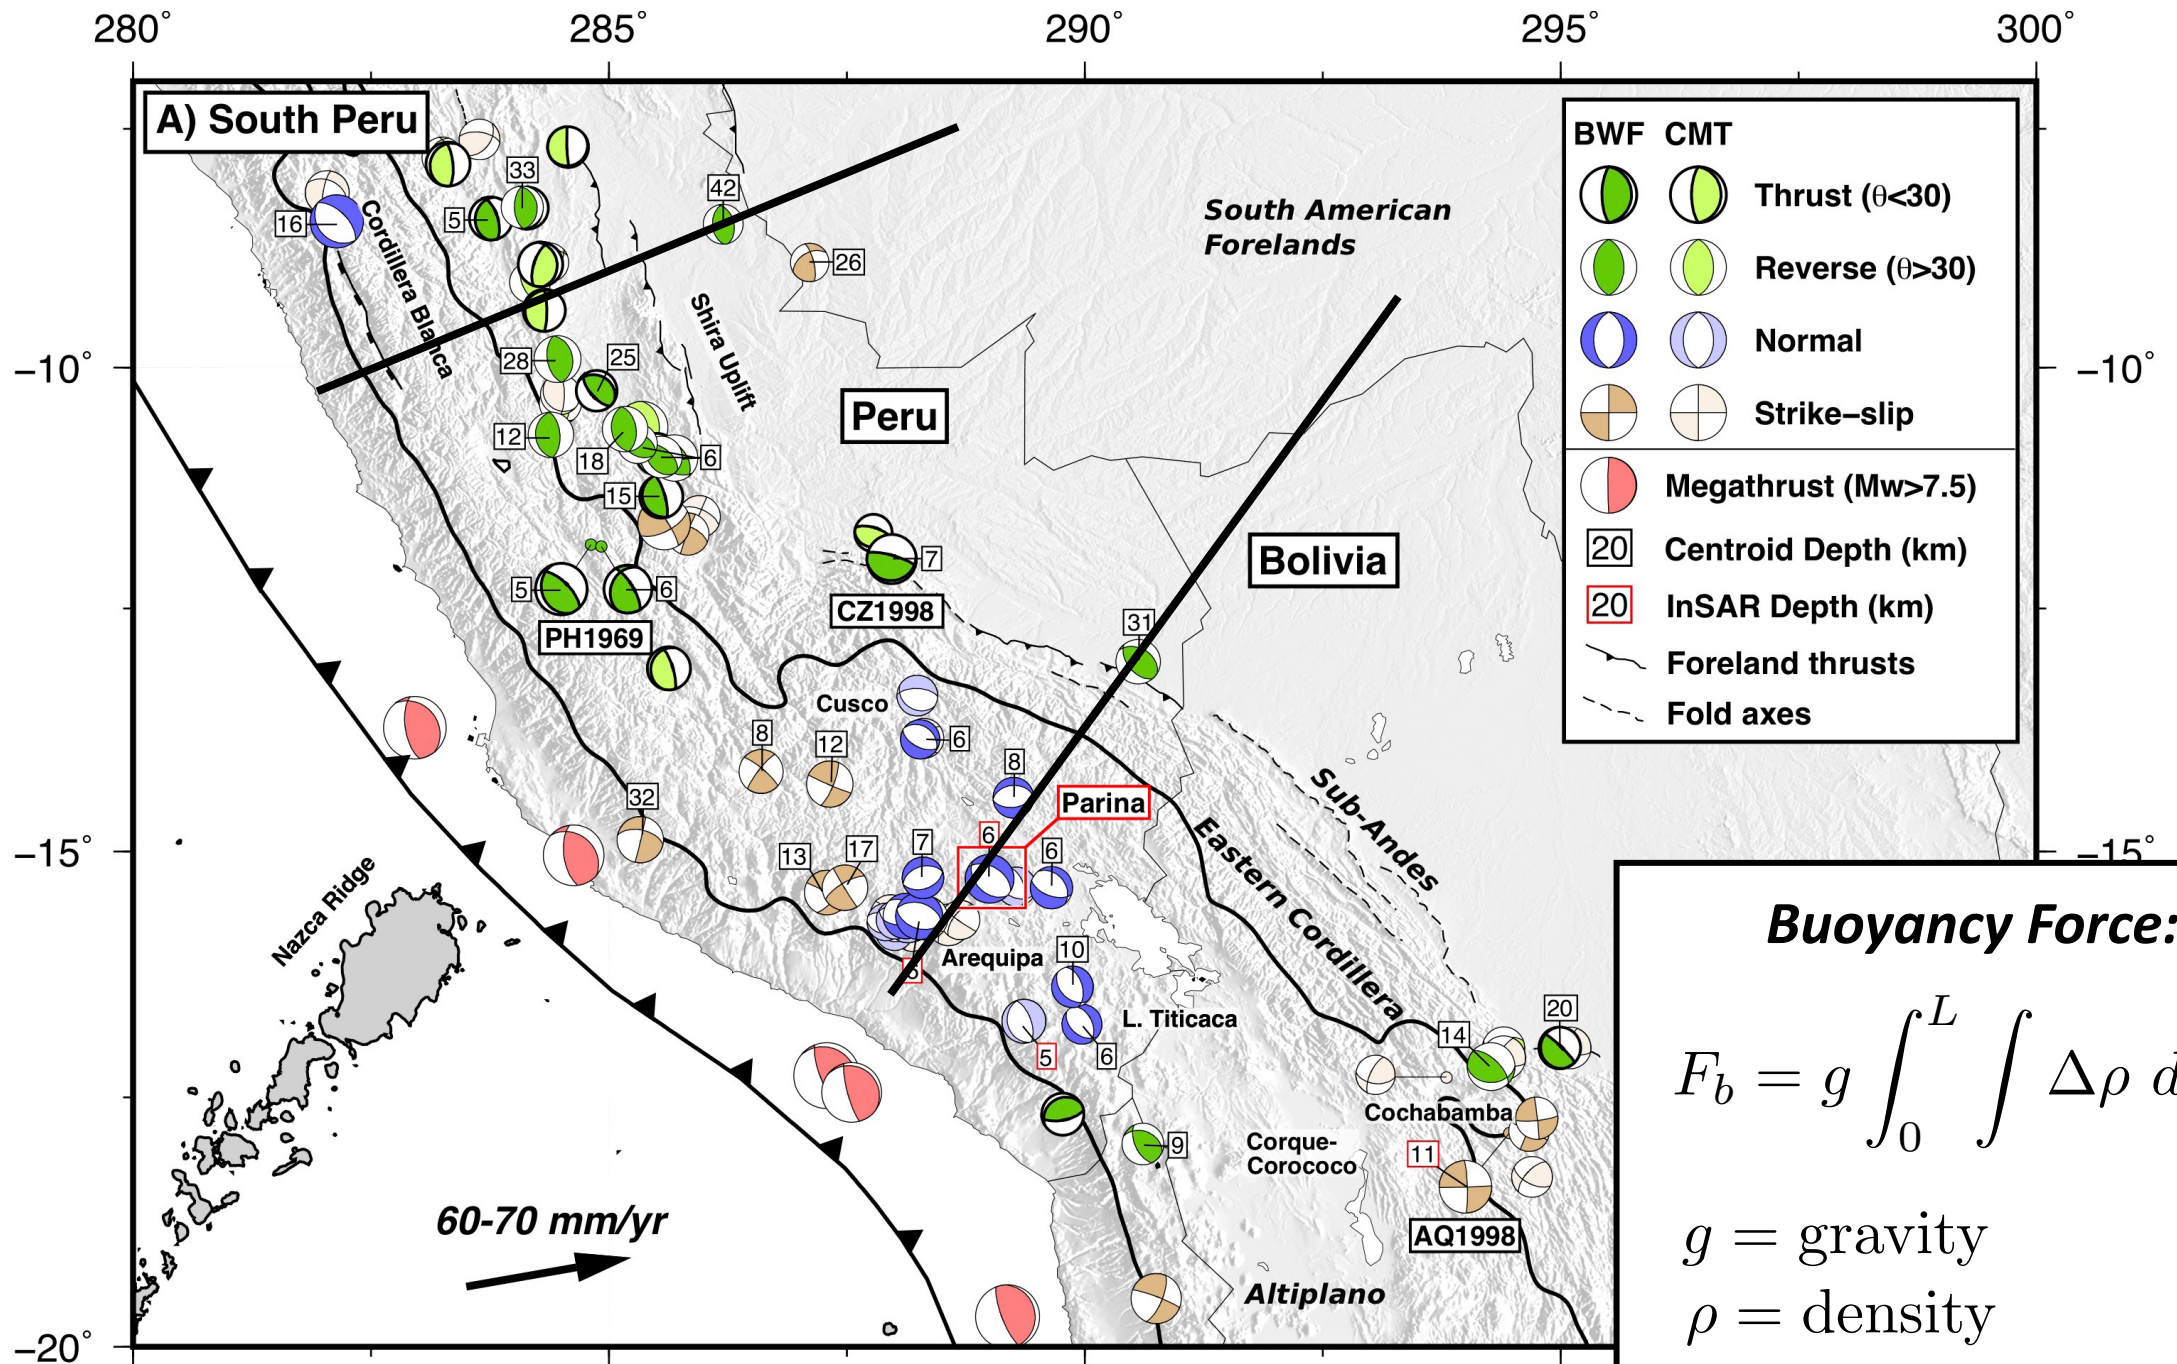 280° 285° 290° 295° 300°
A) South Peru
BWF CMT
Thrust (θ<30)
Reverse (θ>30)
Normal
Strike–slip
Megathrust (Mw>7.5)
20 Centroid Depth (km)
20 InSAR Depth (km)
Foreland thrusts
Fold axes
33
42
5
16
26
Cordillera Blanca
South American
Forelands
Shira Uplift
−10°
−10°
28
25
12
18
6
15
Peru
Bolivia
7
5
6
CZ1998
PH1969
31
Cusco
6
8
12
8
32
Parina
Sub-Andes
Eastern Cordillera
−15°
−15°
13
17
7
6
6
Nazca Ridge
Arequipa
10
L. Titicaca
5
6
14
20
Cochabamba
9
Corque-
Corococo
11
AQ1998
60-70 mm/yr
Altiplano
−20°
Buoyancy Force:
F_b = g ∫_0^L ∫ Δρ d
g = gravity
ρ = density